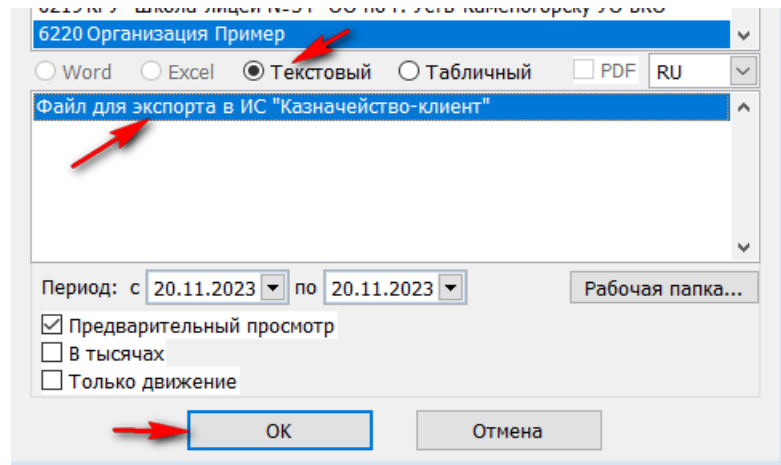 6220 Организация Пример
Word Excel Текстовый Табличный PDF RU
Файл для экспорта в ИС "Казначейство-клиент"
Период: с 20.11.2023 по 20.11.2023 Рабочая папка...
Предварительный просмотр
В тысячах
Только движение
ОК Отмена